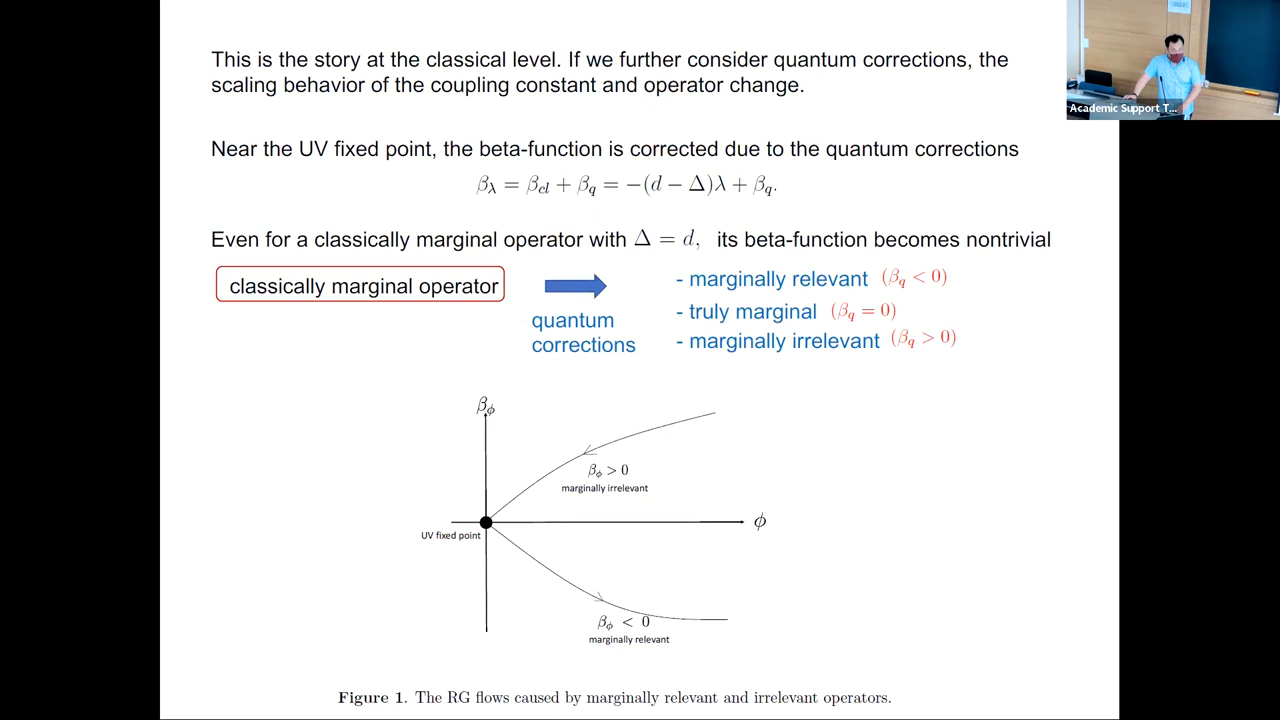 This is the story at the classical level. If we further consider quantum corrections, the
scaling behavior of the coupling constant and operator change.
Academic Support T...
Near the UV fixed point, the beta-function is corrected due to the quantum corrections
βλ = βcl + βq = −(d − Δ)λ + βq.
Even for a classically marginal operator with Δ = d, its beta-function becomes nontrivial
classically marginal operator
quantum
corrections
- marginally relevant (βq < 0)
- truly marginal (βq = 0)
- marginally irrelevant (βq > 0)
βϕ
βϕ > 0
marginally irrelevant
ϕ
UV fixed point
βϕ < 0
marginally relevant
Figure 1. The RG flows caused by marginally relevant and irrelevant operators.